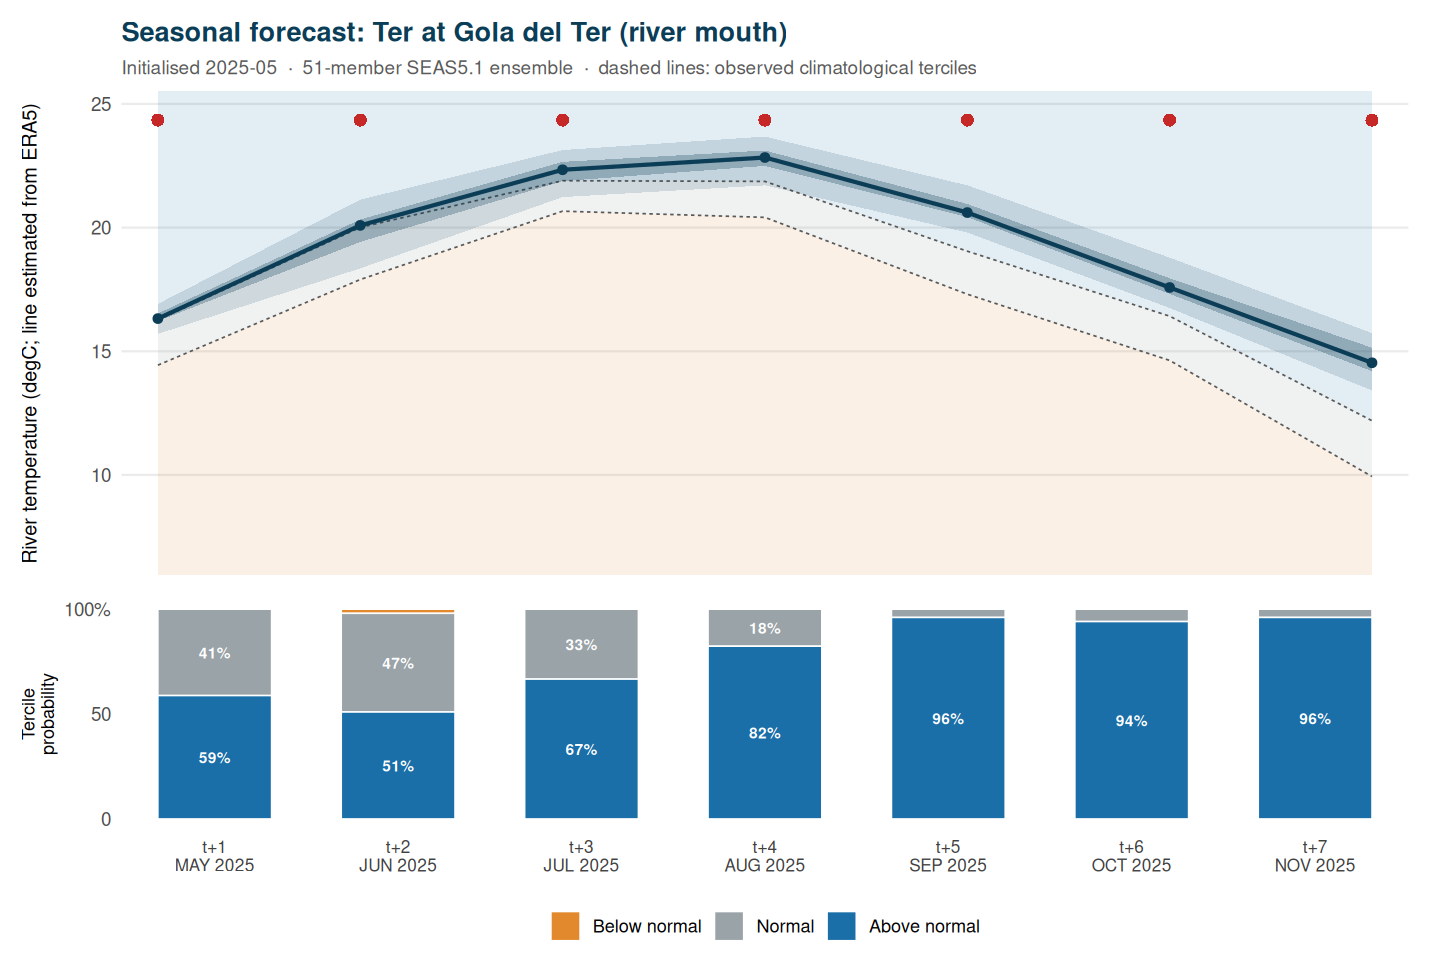 Seasonal forecast: Ter at Gola del Ter (river mouth)
Initialised 2025-05 · 51-member SEAS5.1 ensemble · dashed lines: observed climatological terciles
River temperature (degC; line estimated from ERA5)
25
20
15
10
Tercile
probability
100%
50
0
41%
47%
33%
18%
59%
51%
67%
82%
96%
94%
96%
t+1
MAY 2025
t+2
JUN 2025
t+3
JUL 2025
t+4
AUG 2025
t+5
SEP 2025
t+6
OCT 2025
t+7
NOV 2025
Below normal
Normal
Above normal